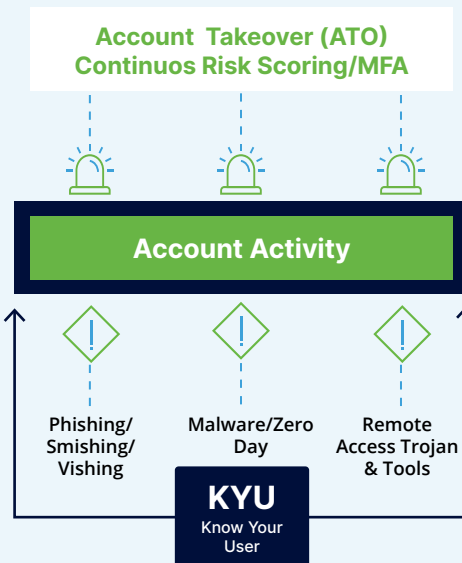 Account Takeover (ATO)
Continuos Risk Scoring/MFA
Account Activity
Phishing/
Smishing/
Vishing
Malware/Zero
Day
Remote
Access Trojan
& Tools
KYU
Know Your
User